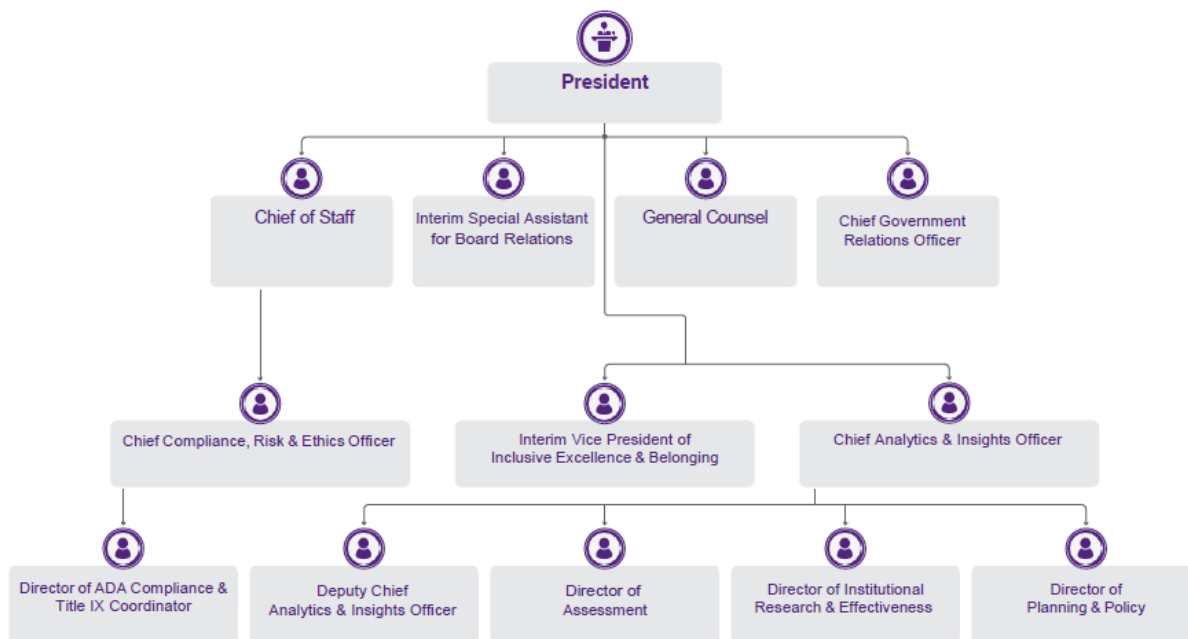 President
Chief of Staff
Interim Special Assistant
for Board Relations
General Counsel
Chief Government
Relations Officer
Chief Compliance, Risk & Ethics Officer
Interim Vice President of
Inclusive Excellence & Belonging
Chief Analytics & Insights Officer
Director of ADA Compliance &
Title IX Coordinator
Deputy Chief
Analytics & Insights Officer
Director of
Assessment
Director of Institutional
Research & Effectiveness
Director of
Planning & Policy